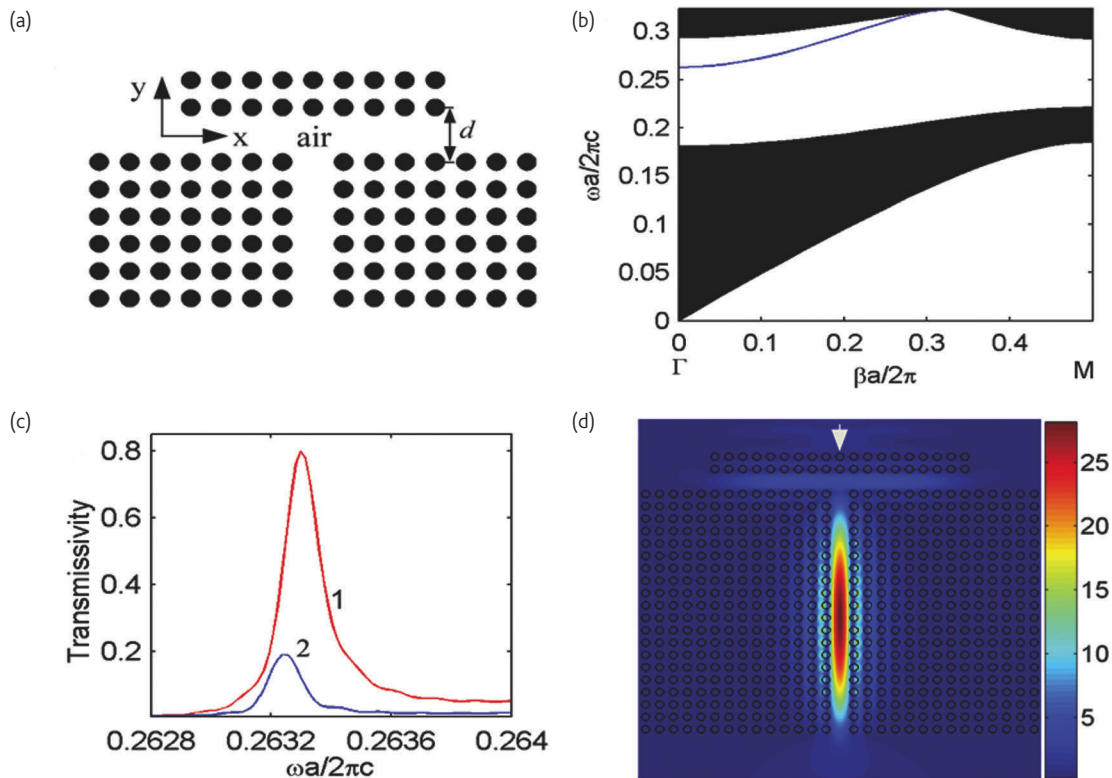 (a)
y
x
air
d
(b)
ωa/2πc
0.3
0.25
0.2
0.15
0.1
0.05
0
0 0.1 0.2 0.3 0.4
Γ M
βa/2π
(c)
Transmissivity
0.8
0.6
0.4
0.2
1
2
0.2628 0.2632 0.2636 0.264
ωa/2πc
(d)
25
20
15
10
5